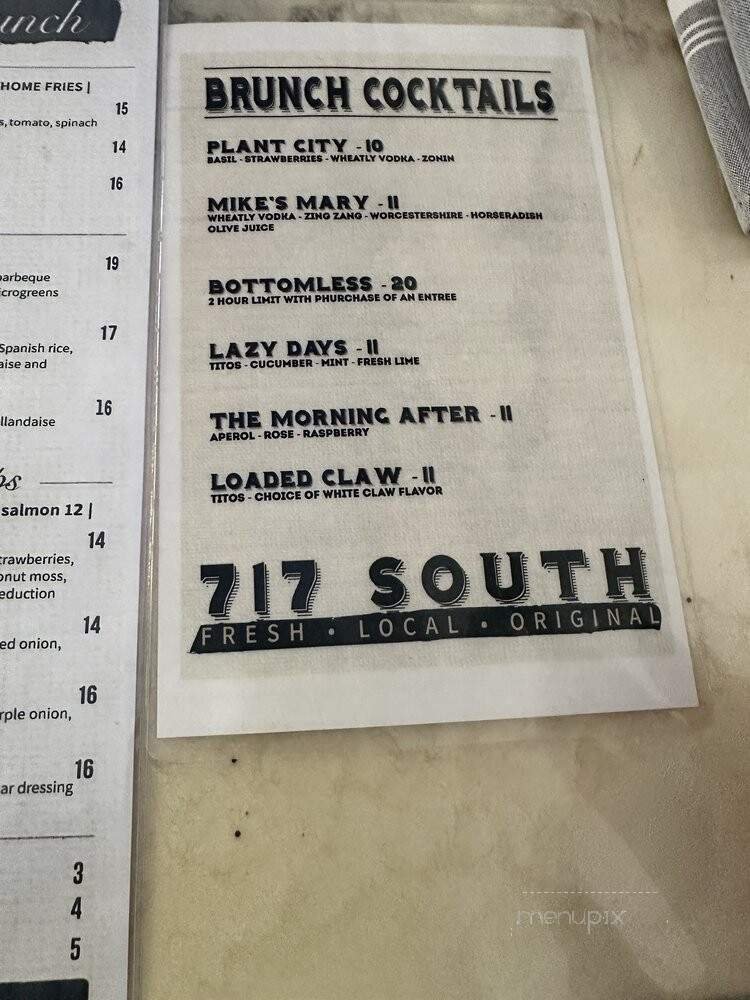 unch
HOME FRIES |
15
s, tomato, spinach
14
16
19
barbeque
icrogreens
17
Spanish rice,
aise and
16
llandaise
salmon 12 |
14
trawberries,
onut moss,
eduction
14
ed onion,
16
rple onion,
16
ar dressing
3
4
5
BRUNCH COCKTAILS
PLANT CITY - 10
BASIL - STRAWBERRIES - WHEATLY VODKA - ZONIN
MIKE'S MARY - 11
WHEATLY VODKA - ZING ZANG - WORCESTERSHIRE - HORSERADISH
OLIVE JUICE
BOTTOMLESS - 20
2 HOUR LIMIT WITH PHURCHASE OF AN ENTREE
LAZY DAYS - 11
TITOS - CUCUMBER - MINT - FRESH LIME
THE MORNING AFTER - 11
APEROL - ROSE - RASPBERRY
LOADED CLAW - 11
TITOS - CHOICE OF WHITE CLAW FLAVOR
717 SOUTH
FRESH • LOCAL • ORIGINAL
menupix